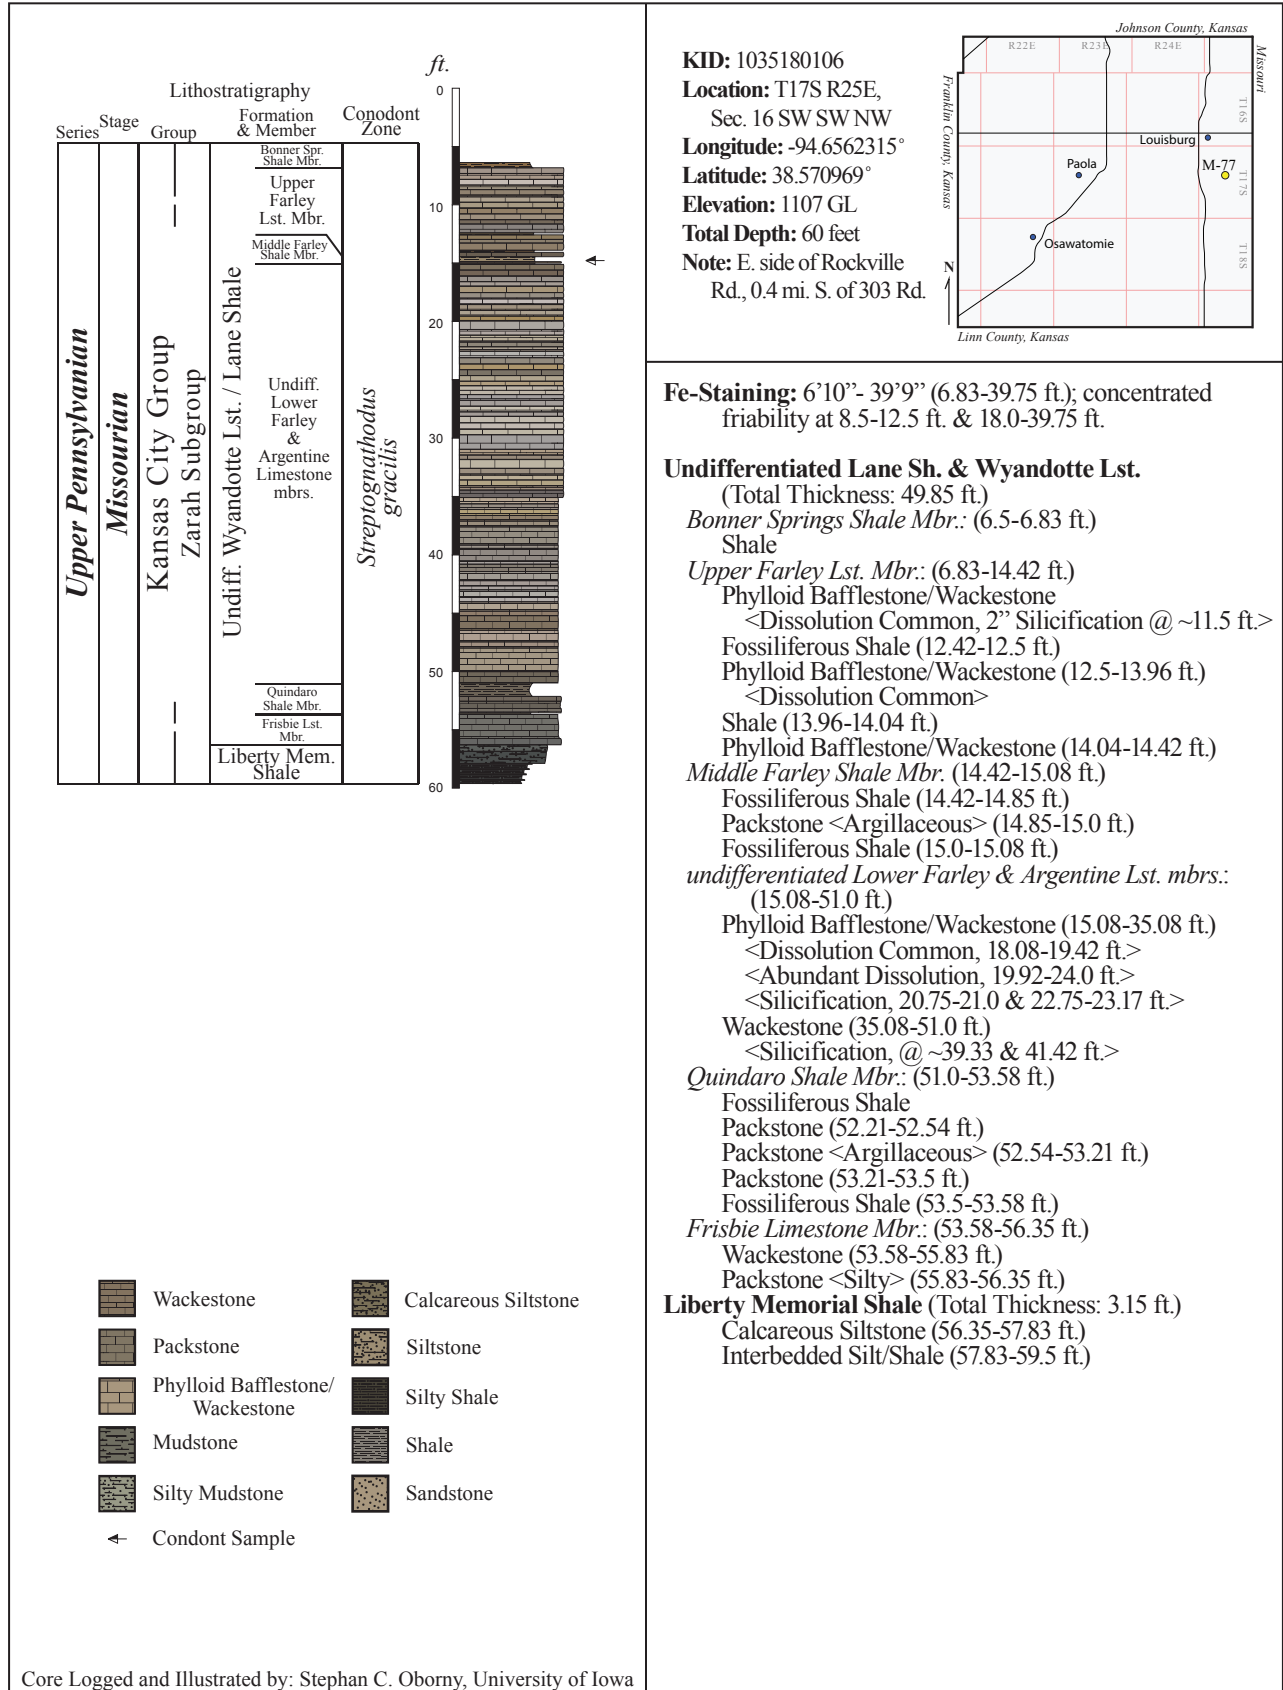 ft.
Lithostratigraphy
Series
Stage
Group
Formation
& Member
Conodont
Zone
0
10
20
30
40
50
60
Upper Pennsylvanian
Missourian
Kansas City Group
Zarah Subgroup
Undiff. Wyandotte Lst. / Lane Shale
Bonner Spr.
Shale Mbr.
Upper
Farley
Lst. Mbr.
Middle Farley
Shale Mbr.
Undiff.
Lower
Farley
&
Argentine
Limestone
mbrs.
Quindaro
Shale Mbr.
Frisbie Lst.
Mbr.
Liberty Mem.
Shale
Streptognathodus
gracilis
Wackestone
Packstone
Phylloid Bafflestone/
Wackestone
Mudstone
Silty Mudstone
Condont Sample
Calcareous Siltstone
Siltstone
Silty Shale
Shale
Sandstone
Core Logged and Illustrated by: Stephan C. Oborny, University of Iowa
KID: 1035180106
Location: T17S R25E,
Sec. 16 SW SW NW
Longitude: -94.6562315°
Latitude: 38.570969°
Elevation: 1107 GL
Total Depth: 60 feet
Note: E. side of Rockville
Rd., 0.4 mi. S. of 303 Rd.
Johnson County, Kansas
R22E
R23E
R24E
Missouri
Franklin County, Kansas
T16S
T17S
T18S
Louisburg
M-77
Paola
Osawatomie
N
Linn County, Kansas
Fe-Staining: 6’10”- 39’9” (6.83-39.75 ft.); concentrated
friability at 8.5-12.5 ft. & 18.0-39.75 ft.
Undifferentiated Lane Sh. & Wyandotte Lst.
(Total Thickness: 49.85 ft.)
Bonner Springs Shale Mbr.: (6.5-6.83 ft.)
Shale
Upper Farley Lst. Mbr.: (6.83-14.42 ft.)
Phylloid Bafflestone/Wackestone
<Dissolution Common, 2” Silicification @ ~11.5 ft.>
Fossiliferous Shale (12.42-12.5 ft.)
Phylloid Bafflestone/Wackestone (12.5-13.96 ft.)
<Dissolution Common>
Shale (13.96-14.04 ft.)
Phylloid Bafflestone/Wackestone (14.04-14.42 ft.)
Middle Farley Shale Mbr. (14.42-15.08 ft.)
Fossiliferous Shale (14.42-14.85 ft.)
Packstone <Argillaceous> (14.85-15.0 ft.)
Fossiliferous Shale (15.0-15.08 ft.)
undifferentiated Lower Farley & Argentine Lst. mbrs.:
(15.08-51.0 ft.)
Phylloid Bafflestone/Wackestone (15.08-35.08 ft.)
<Dissolution Common, 18.08-19.42 ft.>
<Abundant Dissolution, 19.92-24.0 ft.>
<Silicification, 20.75-21.0 & 22.75-23.17 ft.>
Wackestone (35.08-51.0 ft.)
<Silicification, @ ~39.33 & 41.42 ft.>
Quindaro Shale Mbr.: (51.0-53.58 ft.)
Fossiliferous Shale
Packstone (52.21-52.54 ft.)
Packstone <Argillaceous> (52.54-53.21 ft.)
Packstone (53.21-53.5 ft.)
Fossiliferous Shale (53.5-53.58 ft.)
Frisbie Limestone Mbr.: (53.58-56.35 ft.)
Wackestone (53.58-55.83 ft.)
Packstone <Silty> (55.83-56.35 ft.)
Liberty Memorial Shale (Total Thickness: 3.15 ft.)
Calcareous Siltstone (56.35-57.83 ft.)
Interbedded Silt/Shale (57.83-59.5 ft.)